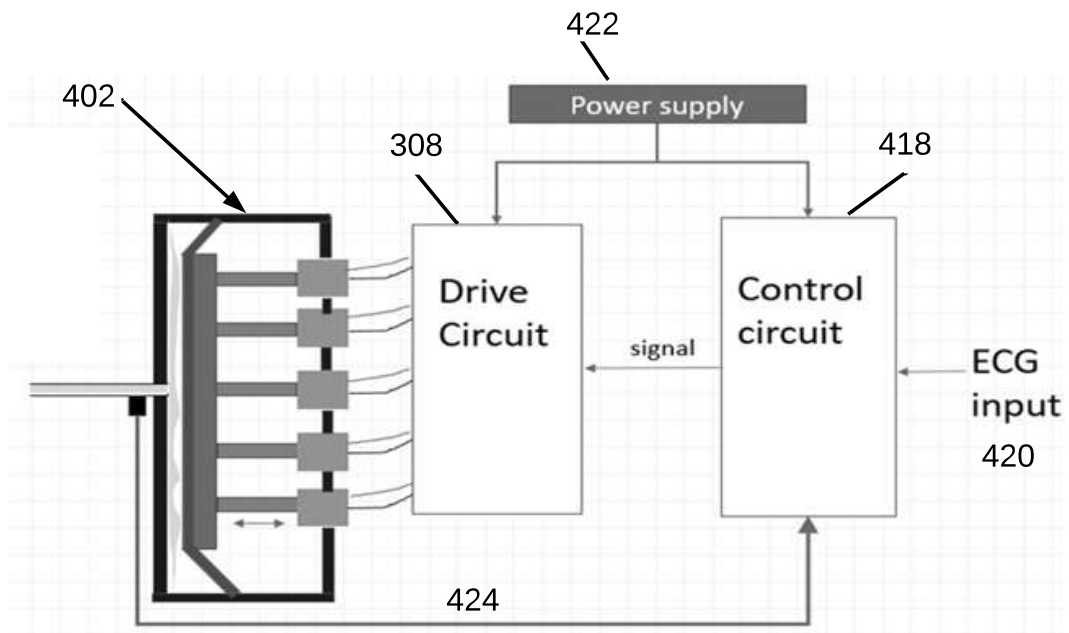 422
Power supply
402
308
418
Drive
Circuit
Control
circuit
signal
ECG
input
420
424